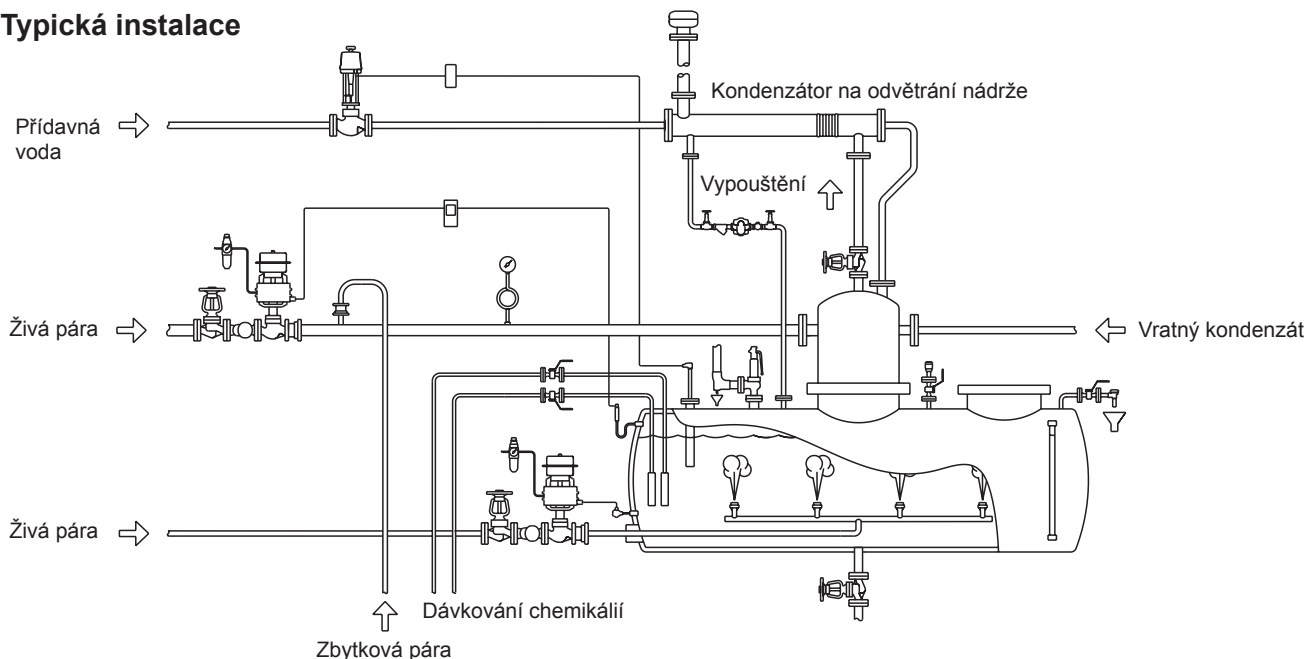 Typická instalace
Kondenzátor na odvětrání nádrže
Přídavná
voda
Vypouštění
Živá pára
Vratný kondenzát
Živá pára
Dávkování chemikálií
Zbytková pára